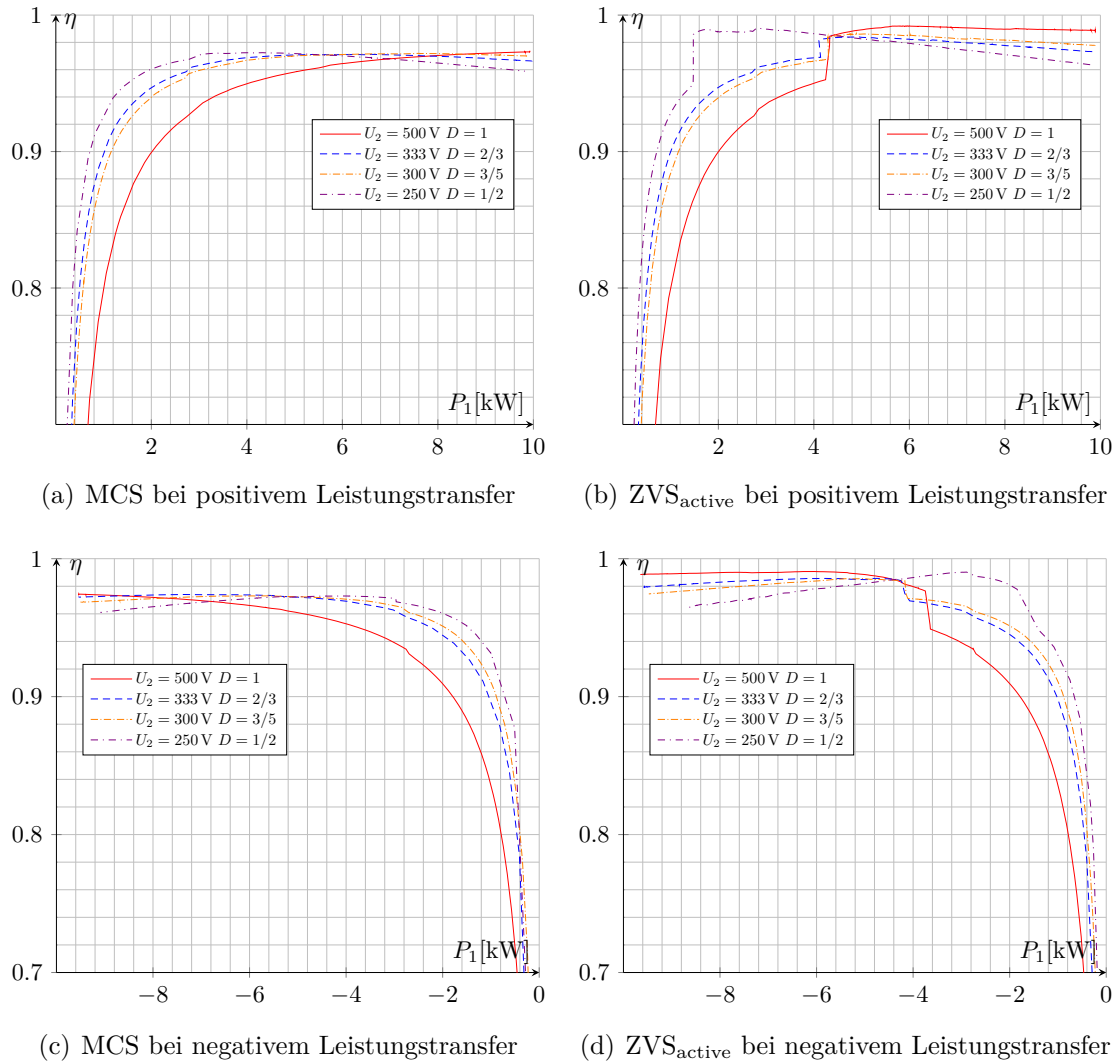 1
η
0.9
0.8
U₂ = 500 V D = 1
U₂ = 333 V D = 2/3
U₂ = 300 V D = 3/5
U₂ = 250 V D = 1/2
P₁[kW]
2 4 6 8 10
(a) MCS bei positivem Leistungstransfer
1
η
0.9
0.8
U₂ = 500 V D = 1
U₂ = 333 V D = 2/3
U₂ = 300 V D = 3/5
U₂ = 250 V D = 1/2
P₁[kW]
2 4 6 8 10
(b) ZVS_active bei positivem Leistungstransfer
1
η
0.9
0.8
0.7
U₂ = 500 V D = 1
U₂ = 333 V D = 2/3
U₂ = 300 V D = 3/5
U₂ = 250 V D = 1/2
P₁[kW]
−8 −6 −4 −2 0
(c) MCS bei negativem Leistungstransfer
1
η
0.9
0.8
0.7
U₂ = 500 V D = 1
U₂ = 333 V D = 2/3
U₂ = 300 V D = 3/5
U₂ = 250 V D = 1/2
P₁[kW]
−8 −6 −4 −2 0
(d) ZVS_active bei negativem Leistungstransfer